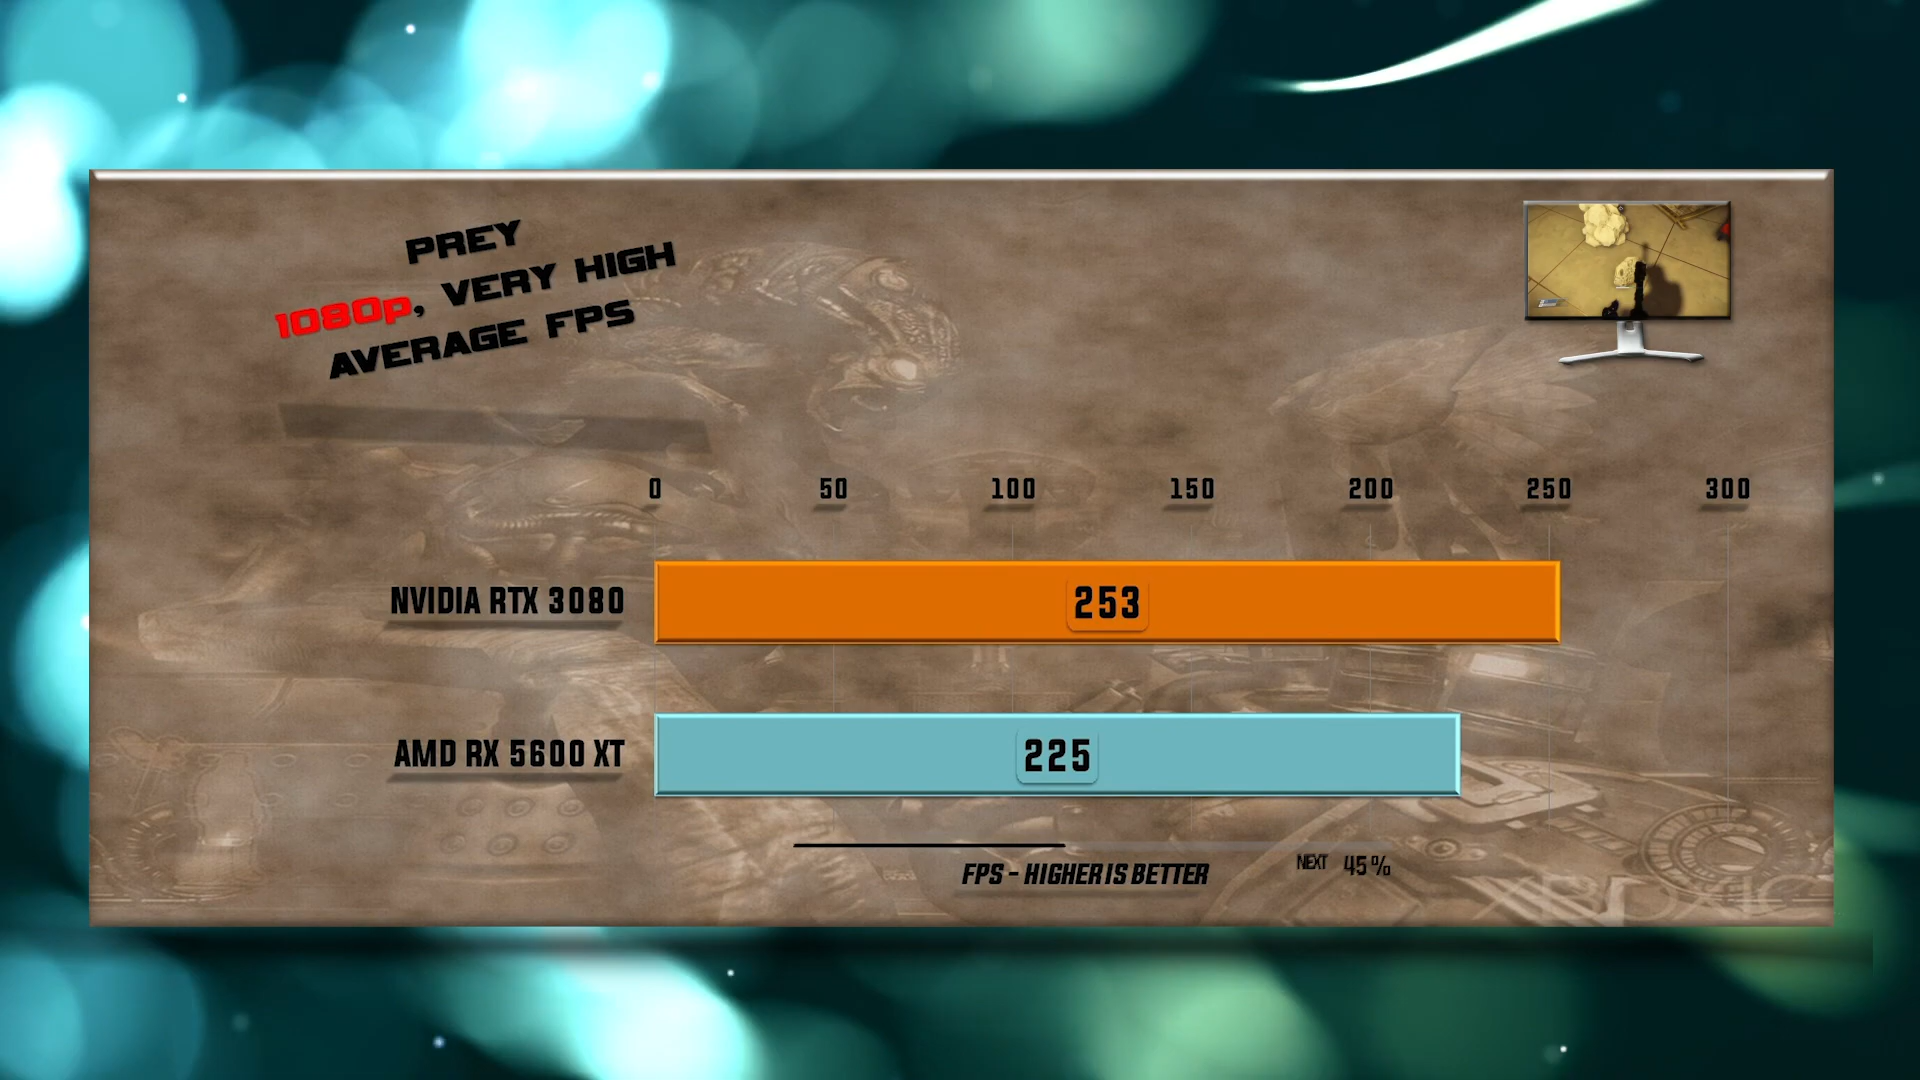 PREY
1080p, VERY HIGH
AVERAGE FPS
0 50 100 150 200 250 300
NVIDIA RTX 3080 253
AMD RX 5600 XT 225
FPS - HIGHER IS BETTER
NEXT 45%